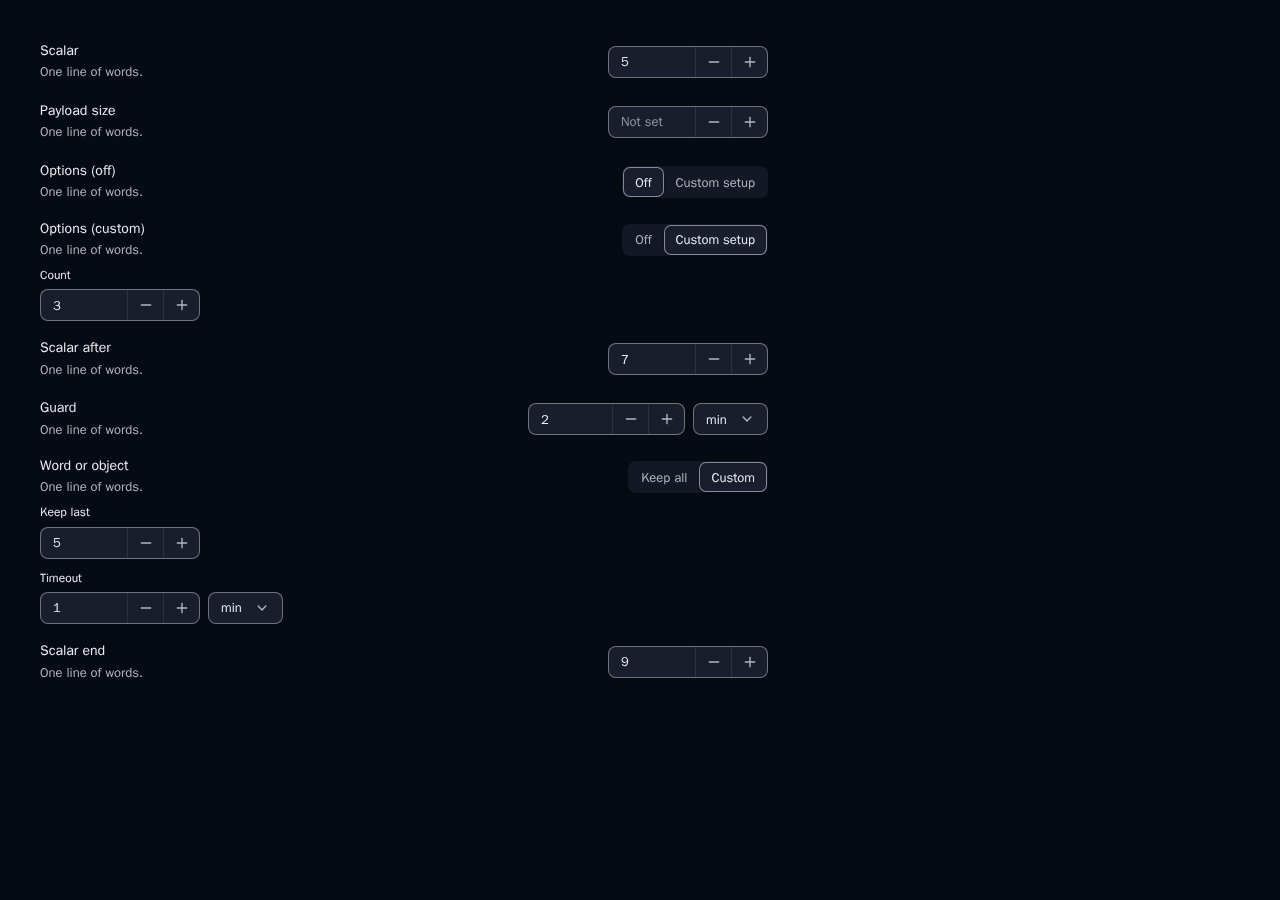 Scalar
One line of words.
5
Payload size
One line of words.
Not set
Options (off)
One line of words.
Off Custom setup
Options (custom)
One line of words.
Off Custom setup
Count
3
Scalar after
One line of words.
7
Guard
One line of words.
2 min
Word or object
One line of words.
Keep all Custom
Keep last
5
Timeout
1 min
Scalar end
One line of words.
9